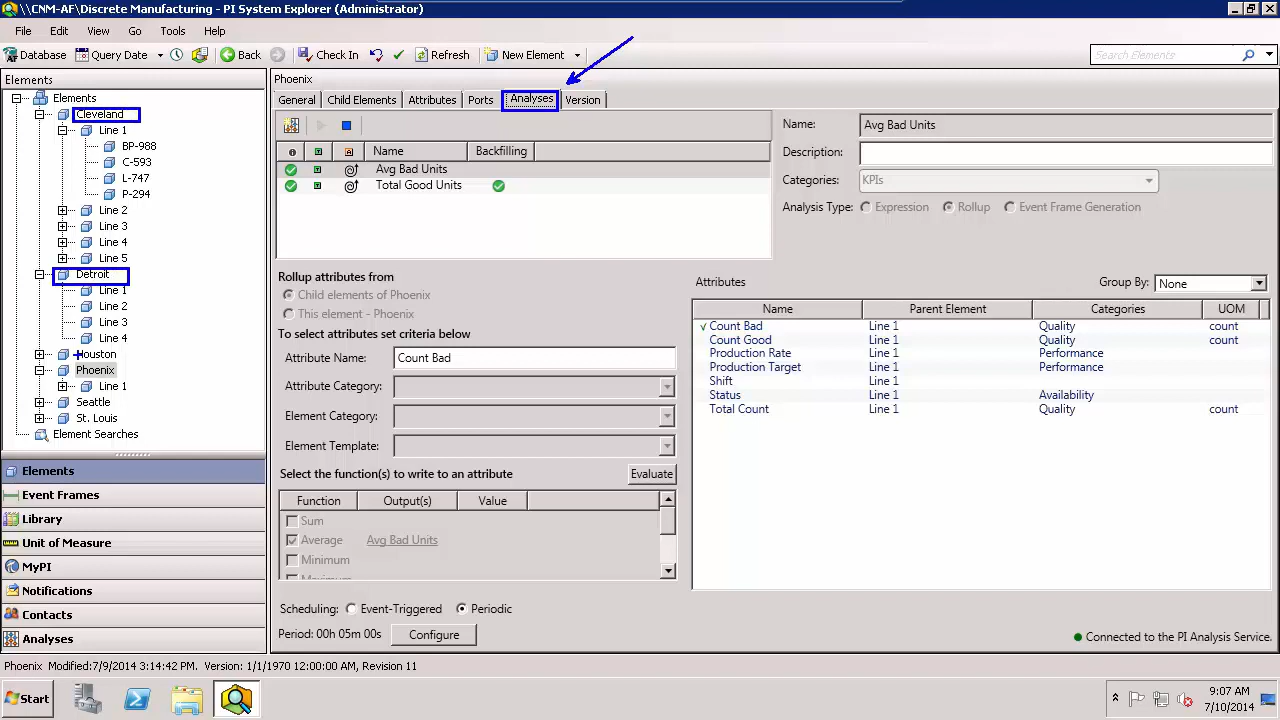 \\CNM-AF\Discrete Manufacturing - PI System Explorer (Administrator)
File Edit View Go Tools Help
Database Query Date Back Check In Refresh New Element Search Elements
Elements
Elements
Cleveland
Line 1
BP-988
C-593
L-747
P-294
Line 2
Line 3
Line 4
Line 5
Detroit
Line 1
Line 2
Line 3
Line 4
Houston
Phoenix
Line 1
Seattle
St. Louis
Element Searches
Elements
Event Frames
Library
Unit of Measure
MyPI
Notifications
Contacts
Analyses
Phoenix
General Child Elements Attributes Ports Analyses Version
Name Backfilling
Avg Bad Units
Total Good Units
Name: Avg Bad Units
Description:
Categories: KPIs
Analysis Type: Expression Rollup Event Frame Generation
Rollup attributes from
Child elements of Phoenix
This element - Phoenix
To select attributes set criteria below
Attribute Name: Count Bad
Attribute Category:
Element Category:
Element Template:
Select the function(s) to write to an attribute Evaluate
Function Output(s) Value
Sum
Average Avg Bad Units
Minimum
Maximum
Scheduling: Event-Triggered Periodic
Period: 00h 05m 00s Configure
Attributes Group By: None
Name Parent Element Categories UOM
Count Bad Line 1 Quality count
Count Good Line 1 Quality count
Production Rate Line 1 Performance
Production Target Line 1 Performance
Shift Line 1
Status Line 1 Availability
Total Count Line 1 Quality count
Connected to the PI Analysis Service.
Phoenix Modified:7/9/2014 3:14:42 PM, Version: 1/1/1970 12:00:00 AM, Revision 11
Start
9:07 AM
7/10/2014